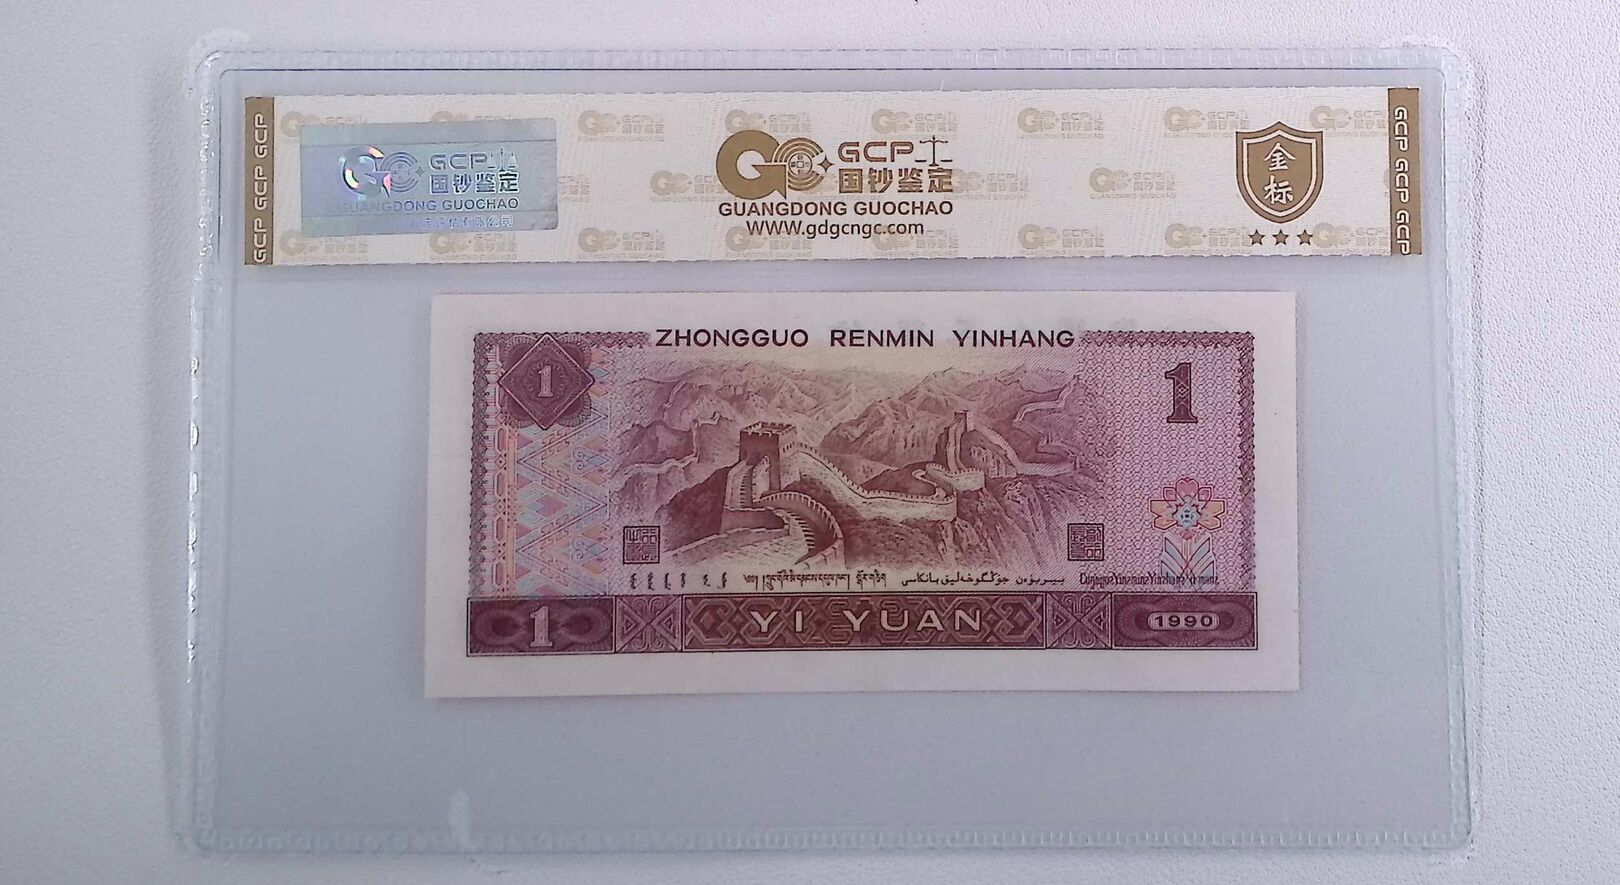 GCP GCP GCP
GCP
国钞鉴定
GUANGDONG GUOCHAO
GCP
国钞鉴定
GUANGDONG GUOCHAO
WWW.gdgcngc.com
金
标
GCP GCP GCP
ZHONGGUO RENMIN YINHANG
1
1
1
YI YUAN
1990